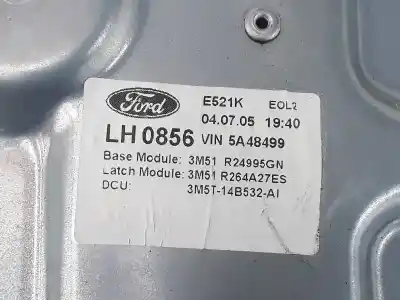 Ford E521K EOL2
04.07.05 19:40
LH 0856 VIN 5A48499
Base Module: 3M51 R24995GN
Latch Module: 3M51 R264A27ES
DCU: 3M5T-14B532-AI